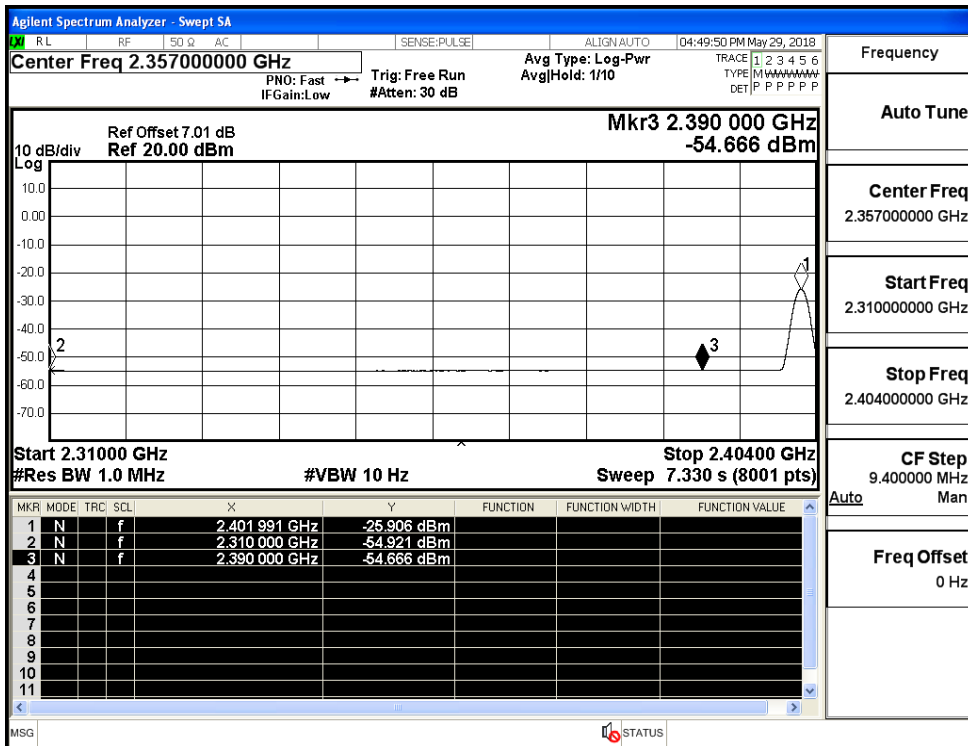 Agilent Spectrum Analyzer - Swept SA
LXI RL RF 50 Ω AC SENSE:PULSE ALIGN AUTO 04:49:50 PM May 29, 2018
Center Freq 2.357000000 GHz
PNO: Fast
IFGain:Low
Trig: Free Run
#Atten: 30 dB
Avg Type: Log-Pwr
Avg|Hold: 1/10
TRACE 1 2 3 4 5 6
TYPE M WWWWW
DET P P P P P P
Mkr3 2.390 000 GHz
-54.666 dBm
Ref Offset 7.01 dB
10 dB/div Ref 20.00 dBm
Log
10.0
0.00
-10.0
-20.0
-30.0
-40.0
-50.0
-60.0
-70.0
1
2
3
Start 2.31000 GHz Stop 2.40400 GHz
#Res BW 1.0 MHz #VBW 10 Hz Sweep 7.330 s (8001 pts)
MKR MODE TRC SCL X Y FUNCTION FUNCTION WIDTH FUNCTION VALUE
1 N f 2.401 991 GHz -25.906 dBm
2 N f 2.310 000 GHz -54.921 dBm
3 N f 2.390 000 GHz -54.666 dBm
4
5
6
7
8
9
10
11
MSG STATUS
Frequency
Auto Tune
Center Freq
2.357000000 GHz
Start Freq
2.310000000 GHz
Stop Freq
2.404000000 GHz
CF Step
9.400000 MHz
Auto Man
Freq Offset
0 Hz